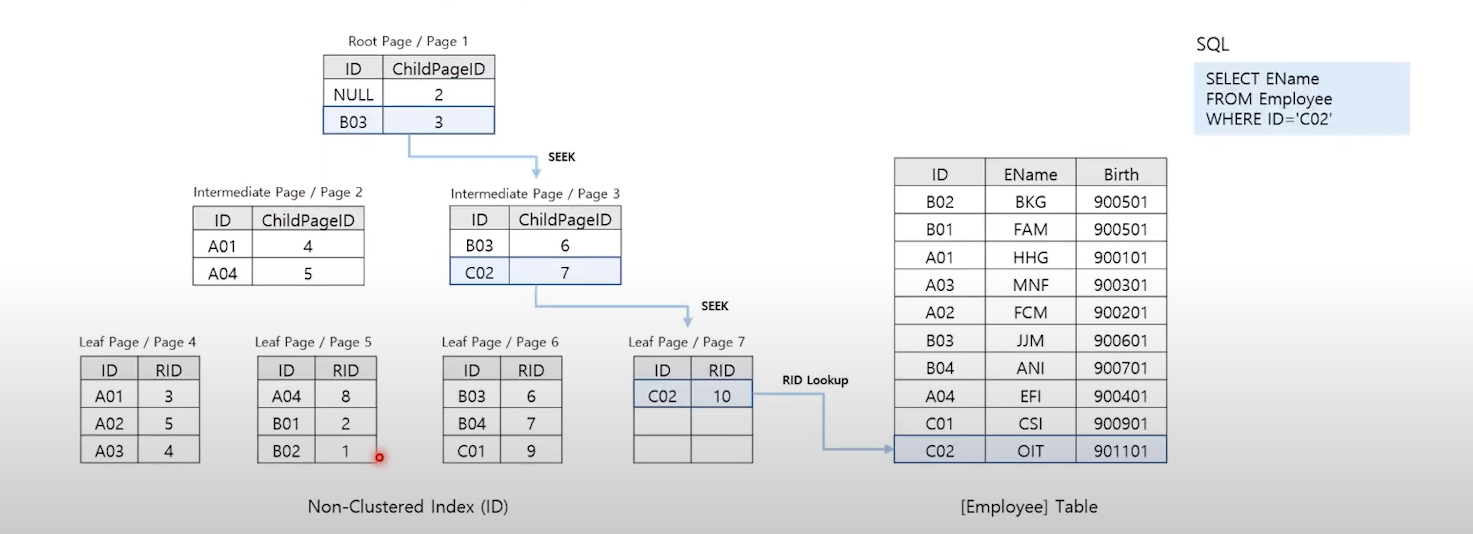 Root Page / Page 1
ID ChildPageID
NULL 2
B03 3
SEEK
Intermediate Page / Page 2
ID ChildPageID
A01 4
A04 5
Intermediate Page / Page 3
ID ChildPageID
B03 6
C02 7
SEEK
Leaf Page / Page 4
ID RID
A01 3
A02 5
A03 4
Leaf Page / Page 5
ID RID
A04 8
B01 2
B02 1
Leaf Page / Page 6
ID RID
B03 6
B04 7
C01 9
Leaf Page / Page 7
ID RID
C02 10
RID Lookup
Non-Clustered Index (ID)
SQL
SELECT EName
FROM Employee
WHERE ID='C02'
ID EName Birth
B02 BKG 900501
B01 FAM 900501
A01 HHG 900101
A03 MNF 900301
A02 FCM 900201
B03 JJM 900601
B04 ANI 900701
A04 EFI 900401
C01 CSI 900901
C02 OIT 901101
[Employee] Table